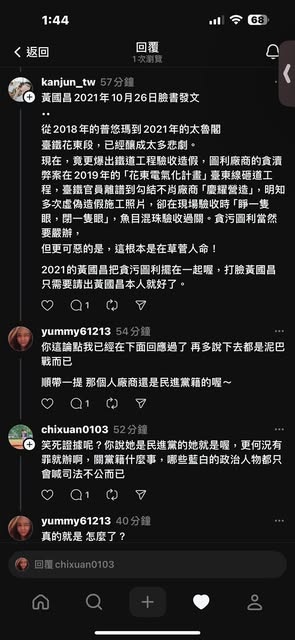 1:44
68
返回
回覆
1次瀏覽
kanjun_tw 57分鐘
黃國昌2021年10月26日臉書發文
..
從2018年的普悠瑪到2021年的太魯閣
臺鐵花東段，已經釀成太多悲劇。
現在，竟更爆出鐵道工程驗收造假，圖利廠商的貪瀆
弊案在2019年的「花東電氣化計畫」臺東線砸道工
程，臺鐵官員離譜到勾結不肖廠商「慶耀營造」，明知
多次虛偽造假施工照片，卻在現場驗收時「睜一隻
眼，閉一隻眼」，魚目混珠驗收過關。貪污圖利當然
要嚴辦，
但更可惡的是，這根本是在草菅人命！
2021的黃國昌把貪污圖利擺在一起喔，打臉黃國昌
只需要請出黃國昌本人就好了。
1
yummy61213 54分鐘
你這論點我已經在下面回應過了 再多說下去都是泥巴
戰而已
順帶一提 那個人廠商還是民進黨籍的喔～
1
chixuan0103 52分鐘
笑死證據呢？你說她是民進黨的她就是喔，更何況有
罪就辦啊，關黨籍什麼事，哪些藍白的政治人物都只
會喊司法不公而已
1
yummy61213 40分鐘
真的就是 怎麼了？
回覆 chixuan0103